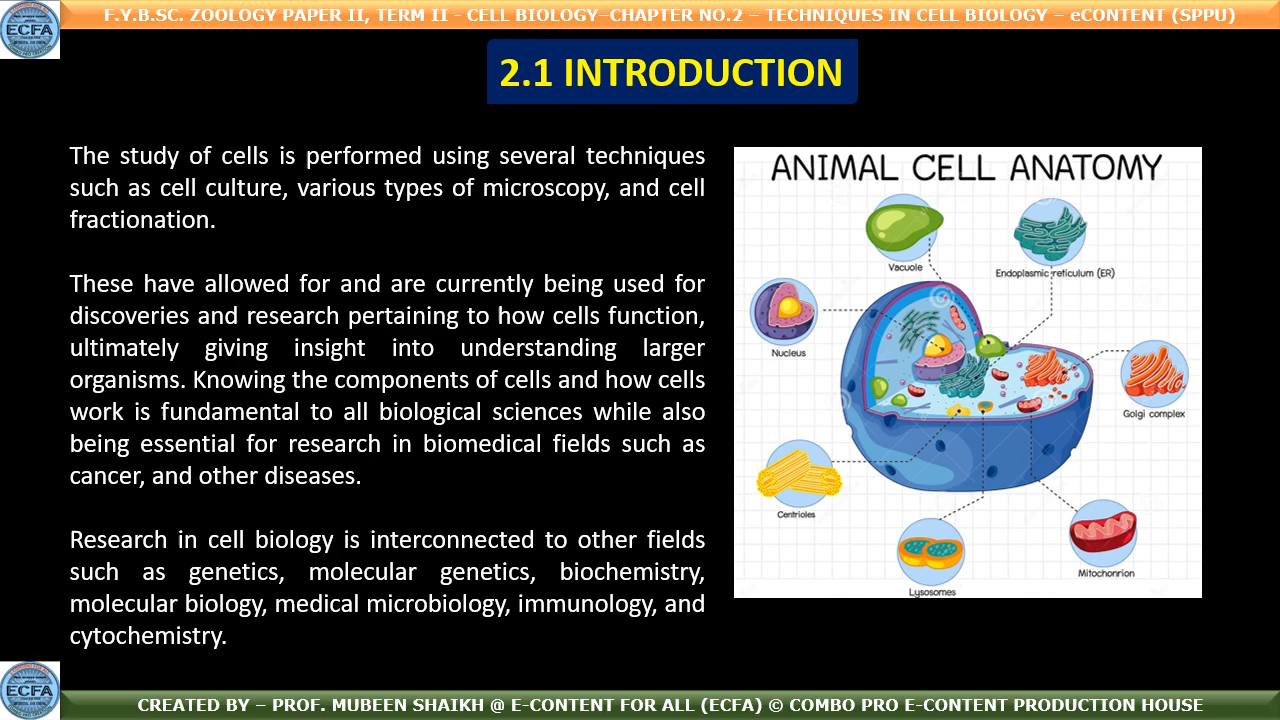 F.Y.B.SC. ZOOLOGY PAPER II, TERM II - CELL BIOLOGY–CHAPTER NO.2 – TECHNIQUES IN CELL BIOLOGY – eCONTENT (SPPU)
ECFA
2.1 INTRODUCTION
The study of cells is performed using several techniques
such as cell culture, various types of microscopy, and cell
fractionation.
These have allowed for and are currently being used for
discoveries and research pertaining to how cells function,
ultimately giving insight into understanding larger
organisms. Knowing the components of cells and how cells
work is fundamental to all biological sciences while also
being essential for research in biomedical fields such as
cancer, and other diseases.
Research in cell biology is interconnected to other fields
such as genetics, molecular genetics, biochemistry,
molecular biology, medical microbiology, immunology, and
cytochemistry.
ANIMAL CELL ANATOMY
Vacuole
Endoplasmic reticulum (ER)
Nucleus
Golgi complex
Centrioles
Mitochonrion
Lysosomes
ECFA
CREATED BY – PROF. MUBEEN SHAIKH @ E-CONTENT FOR ALL (ECFA) © COMBO PRO E-CONTENT PRODUCTION HOUSE